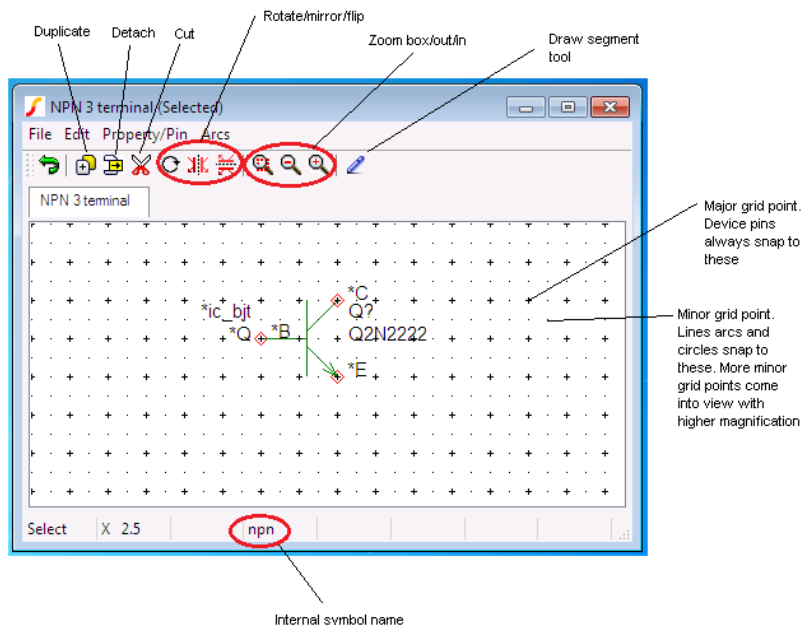 Rotate/mirror/flip
Duplicate
Detach
Cut
Zoom box/out/in
Draw segment
tool
NPN 3 terminal (Selected)
File Edit Property/Pin Arcs
NPN 3 terminal
Major grid point.
Device pins
always snap to
these
*C
*ic_bjt
Q?
*Q
*B
Q2N2222
*E
Minor grid point.
Lines arcs and
circles snap to
these. More minor
grid points come
into view with
higher magnification
Select
X 2.5
npn
Internal symbol name